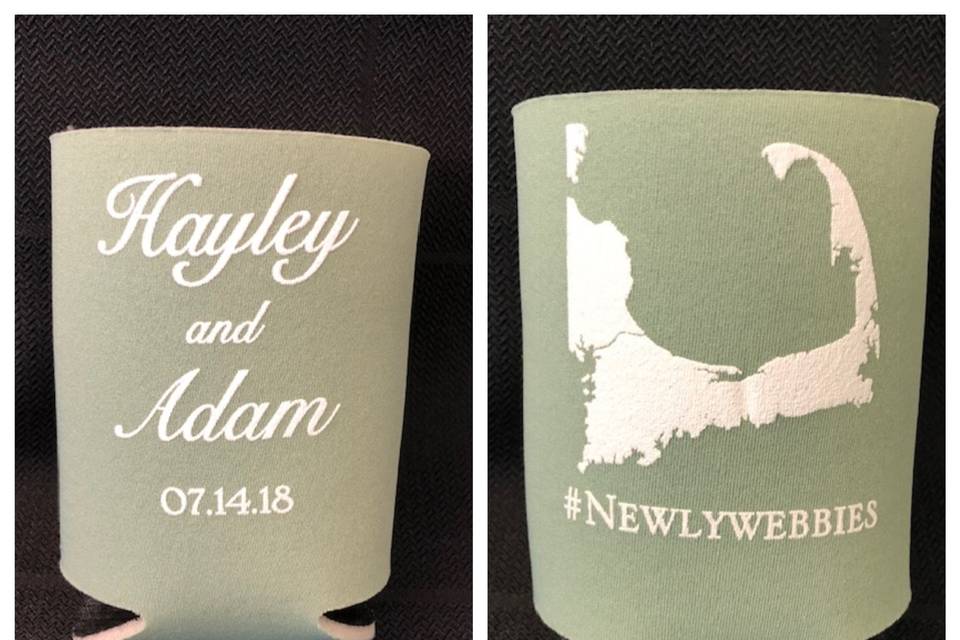 Hayley
and
Adam
07.14.18
#NEWLYWEBBIES